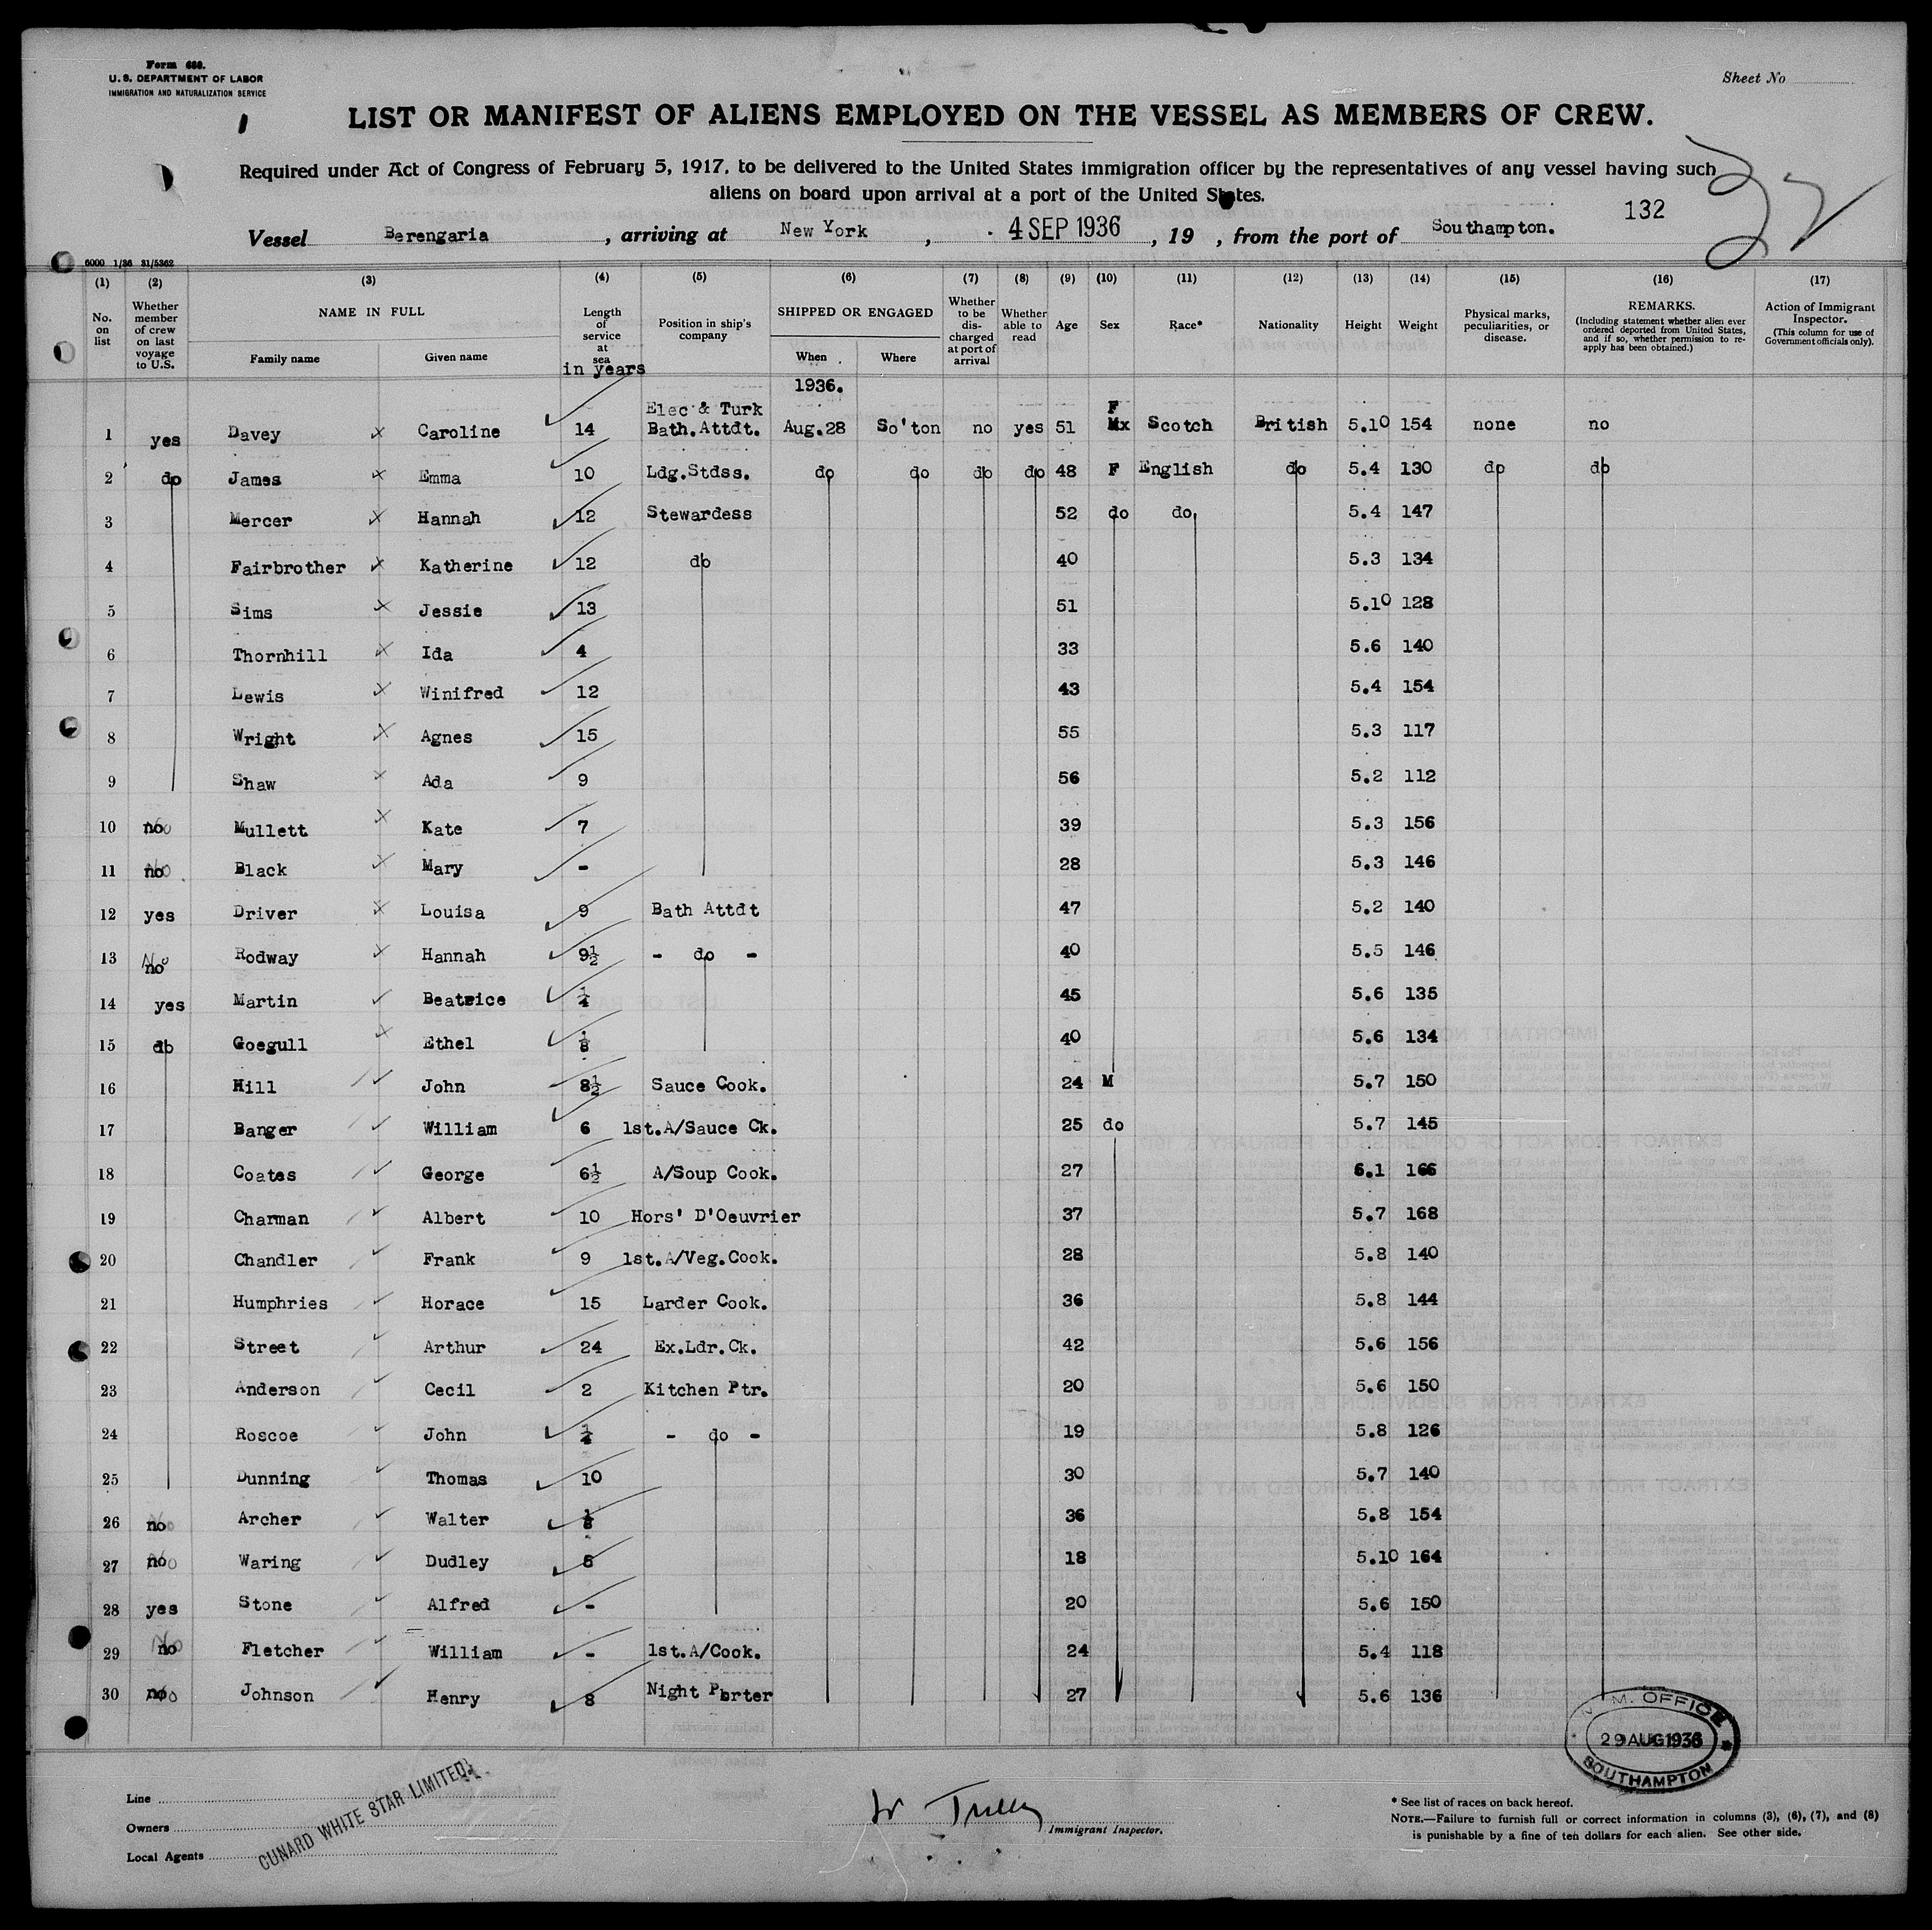 Form 680.
U. S. DEPARTMENT OF LABOR
IMMIGRATION AND NATURALIZATION SERVICE
Sheet No
LIST OR MANIFEST OF ALIENS EMPLOYED ON THE VESSEL AS MEMBERS OF CREW.
Required under Act of Congress of February 5, 1917, to be delivered to the United States immigration officer by the representatives of any vessel having such
aliens on board upon arrival at a port of the United States.
132
Vessel Berengaria, arriving at New York, 4 SEP 1936, 19 , from the port of Southampton.
6000 1/36 31/5362
(1) (2) (3) (4) (5) (6) (7) (8) (9) (10) (11) (12) (13) (14) (15) (16) (17)
No. on list
Whether member of crew on last voyage to U.S.
NAME IN FULL
Family name
Given name
Length of service at sea
in years
Position in ship's company
SHIPPED OR ENGAGED
When
Where
Whether to be discharged at port of arrival
Whether able to read
Age
Sex
Race*
Nationality
Height
Weight
Physical marks, peculiarities, or disease.
REMARKS.
(Including statement whether alien ever ordered deported from United States, and if so, whether permission to reapply has been obtained.)
Action of Immigrant Inspector.
(This column for use of Government officials only).
1936.
Elec & Turk F
1 yes Davey x Caroline 14 Bath.Attdt. Aug.28 So'ton no yes 51 Mx Scotch British 5.10 154 none no
2 do James x Emma 10 Ldg.Stdss. do do do do 48 F English do 5.4 130 do do
3 Mercer x Hannah 12 Stewardess 52 do do 5.4 147
4 Fairbrother x Katherine 12 do 40 5.3 134
5 Sims x Jessie 13 51 5.10 128
6 Thornhill x Ida 4 33 5.6 140
7 Lewis x Winifred 12 43 5.4 154
8 Wright x Agnes 15 55 5.3 117
9 Shaw x Ada 9 56 5.2 112
10 no Mullett x Kate 7 39 5.3 156
11 no Black x Mary - 28 5.3 146
12 yes Driver x Louisa 9 Bath Attdt 47 5.2 140
13 no Rodway x Hannah 9½ - do - 40 5.5 146
14 yes Martin Beatrice ¼ 45 5.6 135
15 do Goegull x Ethel ⅛ 40 5.6 134
16 Hill John 8½ Sauce Cook. 24 M 5.7 150
17 Banger William 6 1st.A/Sauce Ck. 25 do 5.7 145
18 Coates George 6½ A/Soup Cook. 27 6.1 166
19 Charman Albert 10 Hors' D'Oeuvrier 37 5.7 168
20 Chandler Frank 9 1st.A/Veg.Cook. 28 5.8 140
21 Humphries Horace 15 Larder Cook. 36 5.8 144
22 Street Arthur 24 Ex.Ldr.Ck. 42 5.6 156
23 Anderson Cecil 2 Kitchen Ptr. 20 5.6 150
24 Roscoe John ¼ - do - 19 5.8 126
25 Dunning Thomas 10 30 5.7 140
26 no Archer Walter ⅛ 36 5.8 154
27 no Waring Dudley 18 5.10 164
28 yes Stone Alfred - 20 5.6 150
29 no Fletcher William - 1st.A/Cook. 24 5.4 118
30 no Johnson Henry 8 Night Porter 27 5.6 136
M. OFFICE
29 AUG 1936
SOUTHAMPTON
Line
Owners
Local Agents
CUNARD WHITE STAR LIMITED
Immigrant Inspector.
* See list of races on back hereof.
NOTE.—Failure to furnish full or correct information in columns (3), (6), (7), and (8)
is punishable by a fine of ten dollars for each alien. See other side.